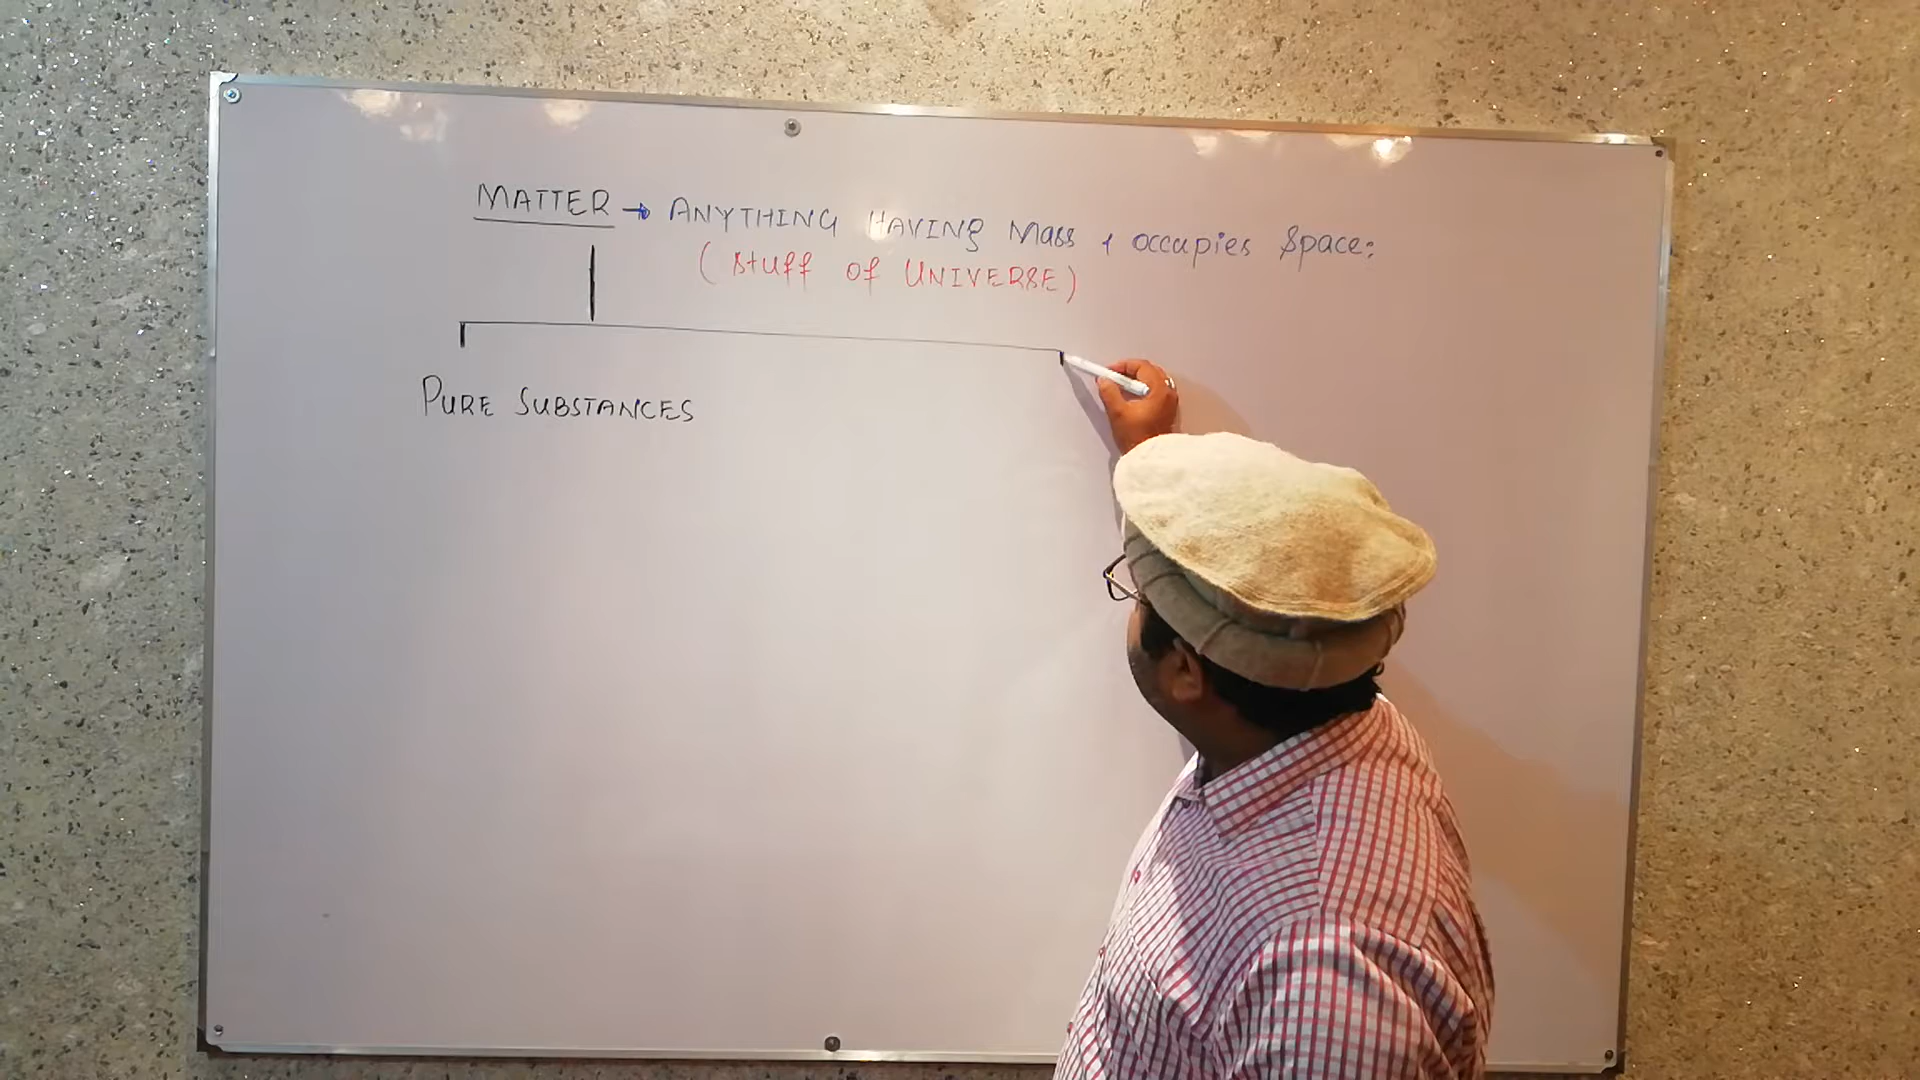 MATTER → ANYTHING HAVING Mass & occupies Space:
(stuff of UNIVERSE)
PURE SUBSTANCES